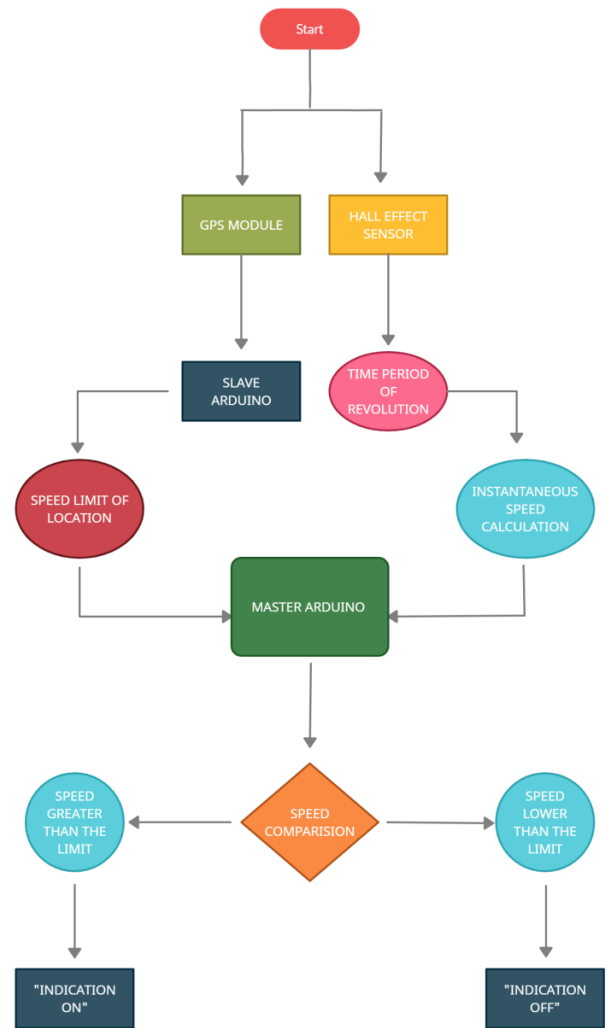 Start
GPS MODULE
HALL EFFECT
SENSOR
SLAVE
ARDUINO
TIME PERIOD
OF
REVOLUTION
SPEED LIMIT OF
LOCATION
INSTANTANEOUS
SPEED
CALCULATION
MASTER ARDUINO
SPEED
GREATER
THAN THE
LIMIT
SPEED
COMPARISION
SPEED
LOWER
THAN THE
LIMIT
"INDICATION
ON"
"INDICATION
OFF"